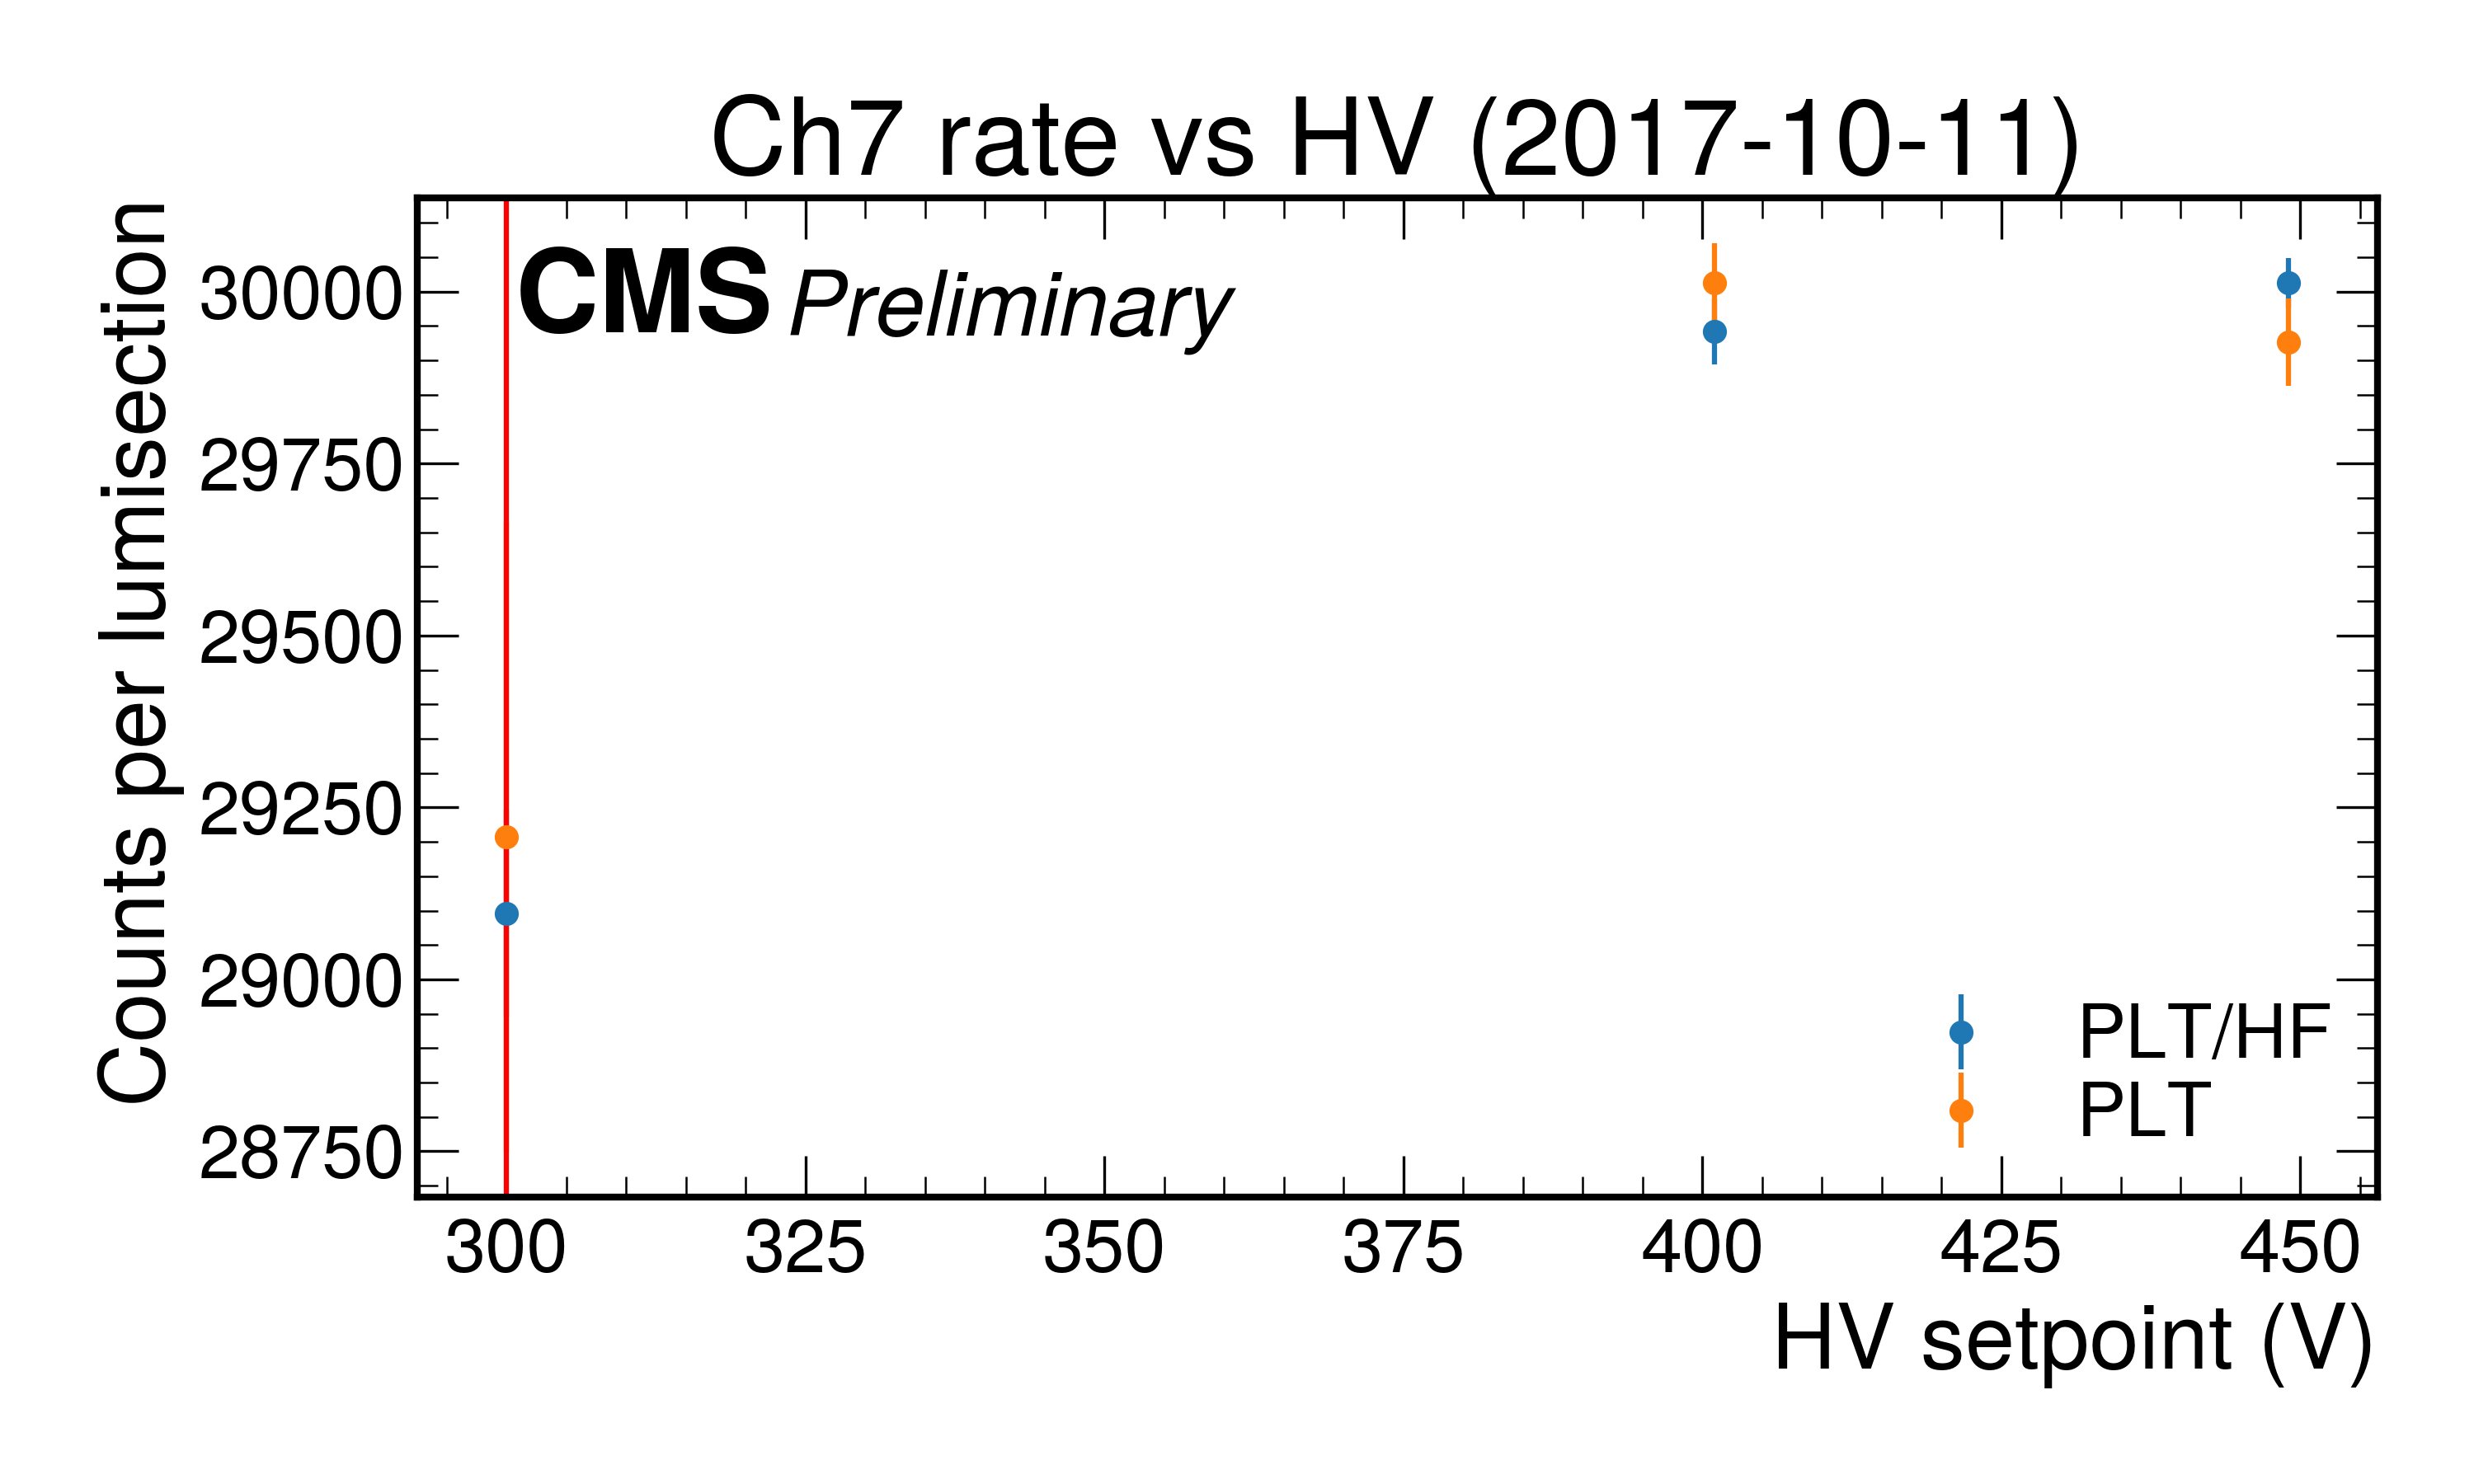 Ch7 rate vs HV (2017-10-11)
CMS Preliminary
Counts per lumisection
30000
29750
29500
29250
29000
28750
PLT/HF
PLT
300 325 350 375 400 425 450
HV setpoint (V)